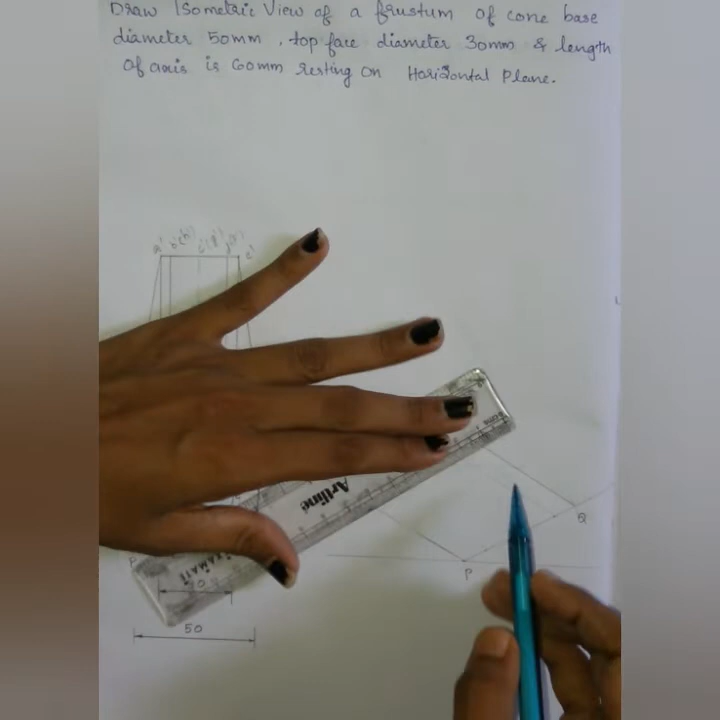 Draw Isometric View of a frustum of cone base
diameter 50mm , top face diameter 30mm & length
of axis is 60mm resting on Horizontal Plane.
a' b'(h') c'(g') e'
Artline
Q
P
50